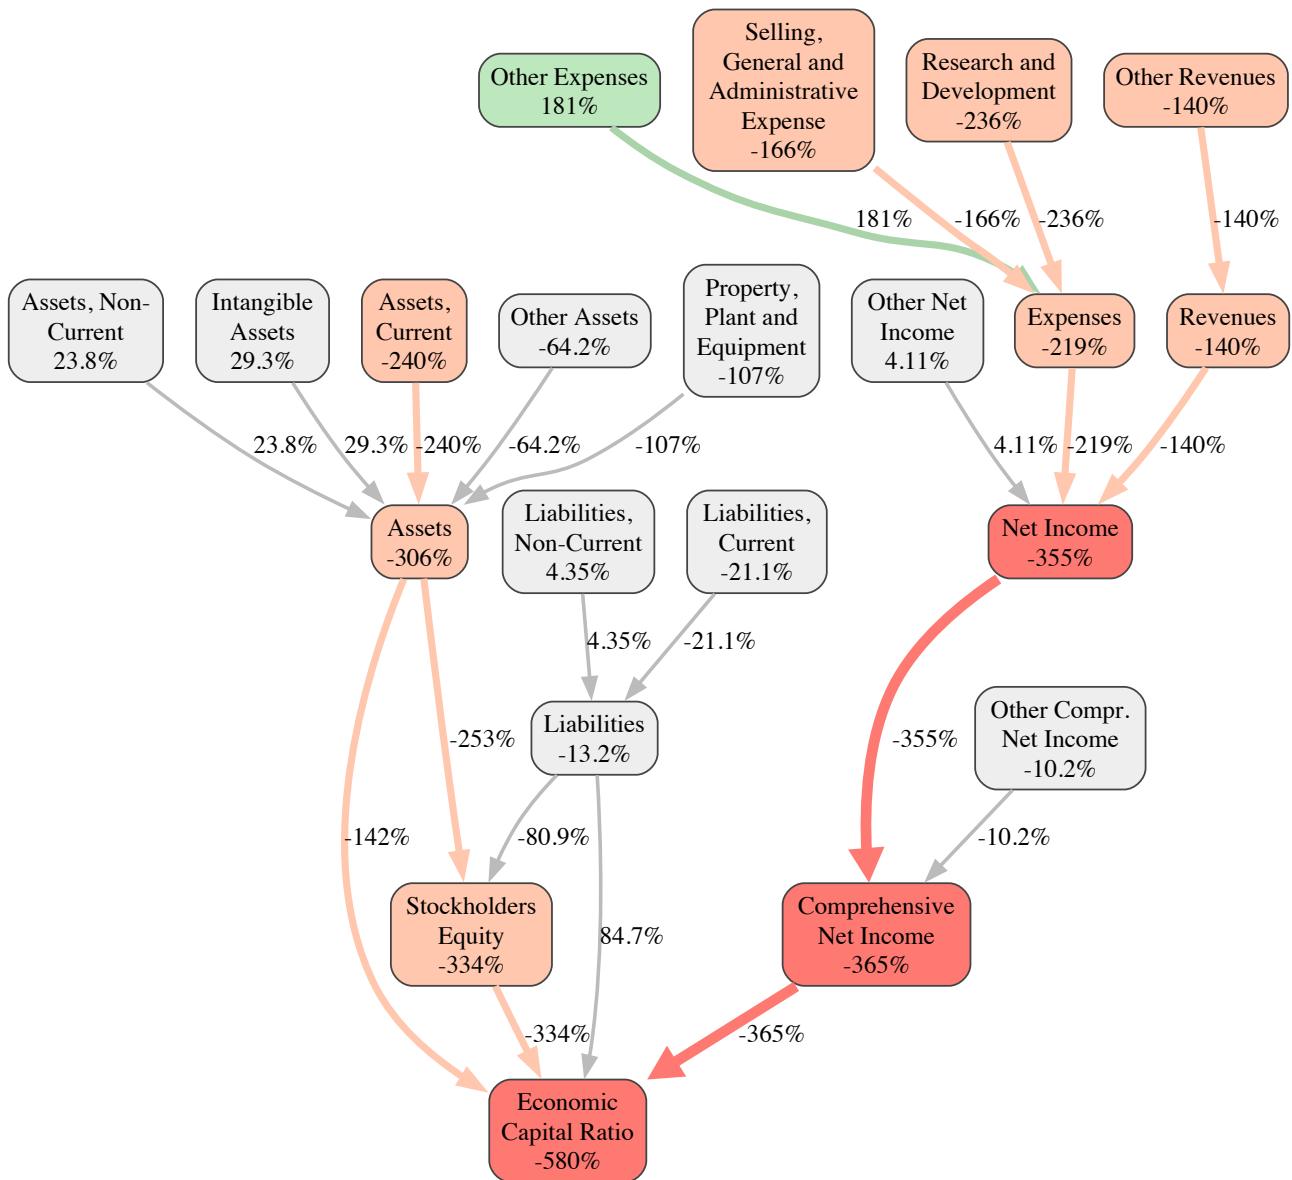 Other Expenses
181%
Selling,
General and
Administrative
Expense
-166%
Research and
Development
-236%
Other Revenues
-140%
181%
-166%
-236%
-140%
Assets, Non-
Current
23.8%
Intangible
Assets
29.3%
Assets,
Current
-240%
Other Assets
-64.2%
Property,
Plant and
Equipment
-107%
Other Net
Income
4.11%
Expenses
-219%
Revenues
-140%
23.8%
29.3%
-240%
-64.2%
-107%
4.11%
-219%
-140%
Assets
-306%
Liabilities,
Non-Current
4.35%
Liabilities,
Current
-21.1%
Net Income
-355%
4.35%
-21.1%
Liabilities
-13.2%
Other Compr.
Net Income
-10.2%
-253%
-355%
-142%
-80.9%
-10.2%
Stockholders
Equity
-334%
84.7%
Comprehensive
Net Income
-365%
-334%
-365%
Economic
Capital Ratio
-580%